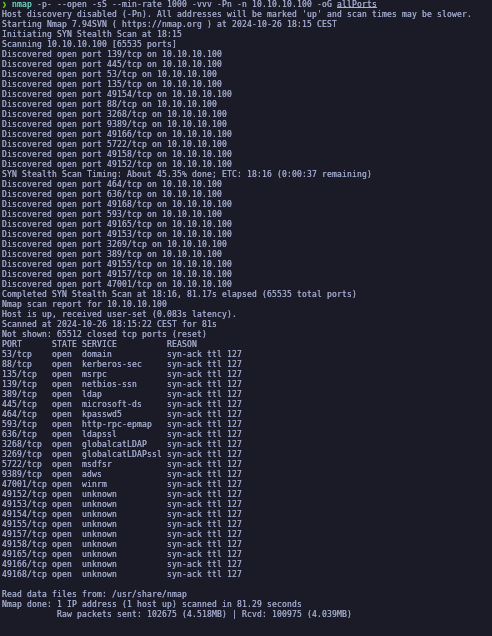 ❯ nmap -p- --open -sS --min-rate 1000 -vvv -Pn -n 10.10.10.100 -oG allPorts
Host discovery disabled (-Pn). All addresses will be marked 'up' and scan times may be slower.
Starting Nmap 7.94SVN ( https://nmap.org ) at 2024-10-26 18:15 CEST
Initiating SYN Stealth Scan at 18:15
Scanning 10.10.10.100 [65535 ports]
Discovered open port 139/tcp on 10.10.10.100
Discovered open port 445/tcp on 10.10.10.100
Discovered open port 53/tcp on 10.10.10.100
Discovered open port 135/tcp on 10.10.10.100
Discovered open port 49154/tcp on 10.10.10.100
Discovered open port 88/tcp on 10.10.10.100
Discovered open port 3268/tcp on 10.10.10.100
Discovered open port 9389/tcp on 10.10.10.100
Discovered open port 49166/tcp on 10.10.10.100
Discovered open port 5722/tcp on 10.10.10.100
Discovered open port 49158/tcp on 10.10.10.100
Discovered open port 49152/tcp on 10.10.10.100
SYN Stealth Scan Timing: About 45.35% done; ETC: 18:16 (0:00:37 remaining)
Discovered open port 464/tcp on 10.10.10.100
Discovered open port 636/tcp on 10.10.10.100
Discovered open port 49168/tcp on 10.10.10.100
Discovered open port 593/tcp on 10.10.10.100
Discovered open port 49165/tcp on 10.10.10.100
Discovered open port 49153/tcp on 10.10.10.100
Discovered open port 3269/tcp on 10.10.10.100
Discovered open port 389/tcp on 10.10.10.100
Discovered open port 49155/tcp on 10.10.10.100
Discovered open port 49157/tcp on 10.10.10.100
Discovered open port 47001/tcp on 10.10.10.100
Completed SYN Stealth Scan at 18:16, 81.17s elapsed (65535 total ports)
Nmap scan report for 10.10.10.100
Host is up, received user-set (0.083s latency).
Scanned at 2024-10-26 18:15:22 CEST for 81s
Not shown: 65512 closed tcp ports (reset)
PORT      STATE SERVICE          REASON
53/tcp    open  domain           syn-ack ttl 127
88/tcp    open  kerberos-sec     syn-ack ttl 127
135/tcp   open  msrpc            syn-ack ttl 127
139/tcp   open  netbios-ssn      syn-ack ttl 127
389/tcp   open  ldap             syn-ack ttl 127
445/tcp   open  microsoft-ds     syn-ack ttl 127
464/tcp   open  kpasswd5         syn-ack ttl 127
593/tcp   open  http-rpc-epmap   syn-ack ttl 127
636/tcp   open  ldapssl          syn-ack ttl 127
3268/tcp  open  globalcatLDAP    syn-ack ttl 127
3269/tcp  open  globalcatLDAPssl syn-ack ttl 127
5722/tcp  open  msdfsr           syn-ack ttl 127
9389/tcp  open  adws             syn-ack ttl 127
47001/tcp open  winrm            syn-ack ttl 127
49152/tcp open  unknown          syn-ack ttl 127
49153/tcp open  unknown          syn-ack ttl 127
49154/tcp open  unknown          syn-ack ttl 127
49155/tcp open  unknown          syn-ack ttl 127
49157/tcp open  unknown          syn-ack ttl 127
49158/tcp open  unknown          syn-ack ttl 127
49165/tcp open  unknown          syn-ack ttl 127
49166/tcp open  unknown          syn-ack ttl 127
49168/tcp open  unknown          syn-ack ttl 127
Read data files from: /usr/share/nmap
Nmap done: 1 IP address (1 host up) scanned in 81.29 seconds
Raw packets sent: 102675 (4.518MB) | Rcvd: 100975 (4.039MB)